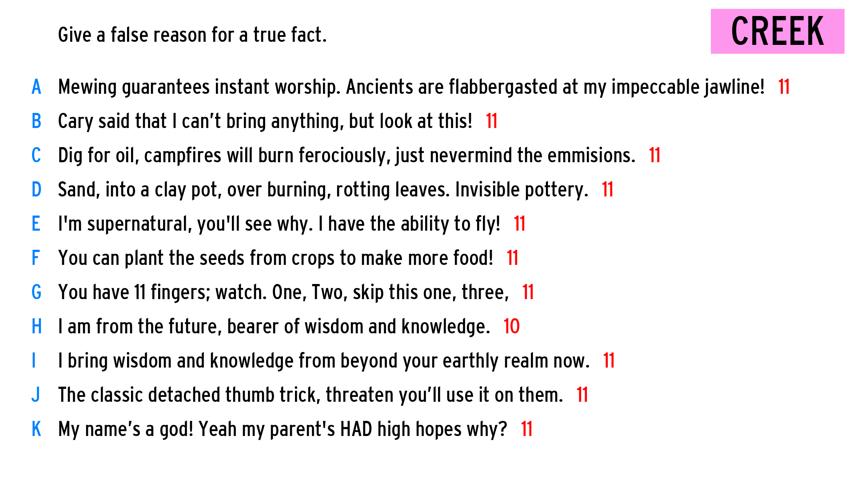 Give a false reason for a true fact.
CREEK
A Mewing guarantees instant worship. Ancients are flabbergasted at my impeccable jawline! 11
B Cary said that I can’t bring anything, but look at this! 11
C Dig for oil, campfires will burn ferociously, just nevermind the emmisions. 11
D Sand, into a clay pot, over burning, rotting leaves. Invisible pottery. 11
E I'm supernatural, you'll see why. I have the ability to fly! 11
F You can plant the seeds from crops to make more food! 11
G You have 11 fingers; watch. One, Two, skip this one, three, 11
H I am from the future, bearer of wisdom and knowledge. 10
I I bring wisdom and knowledge from beyond your earthly realm now. 11
J The classic detached thumb trick, threaten you’ll use it on them. 11
K My name’s a god! Yeah my parent's HAD high hopes why? 11